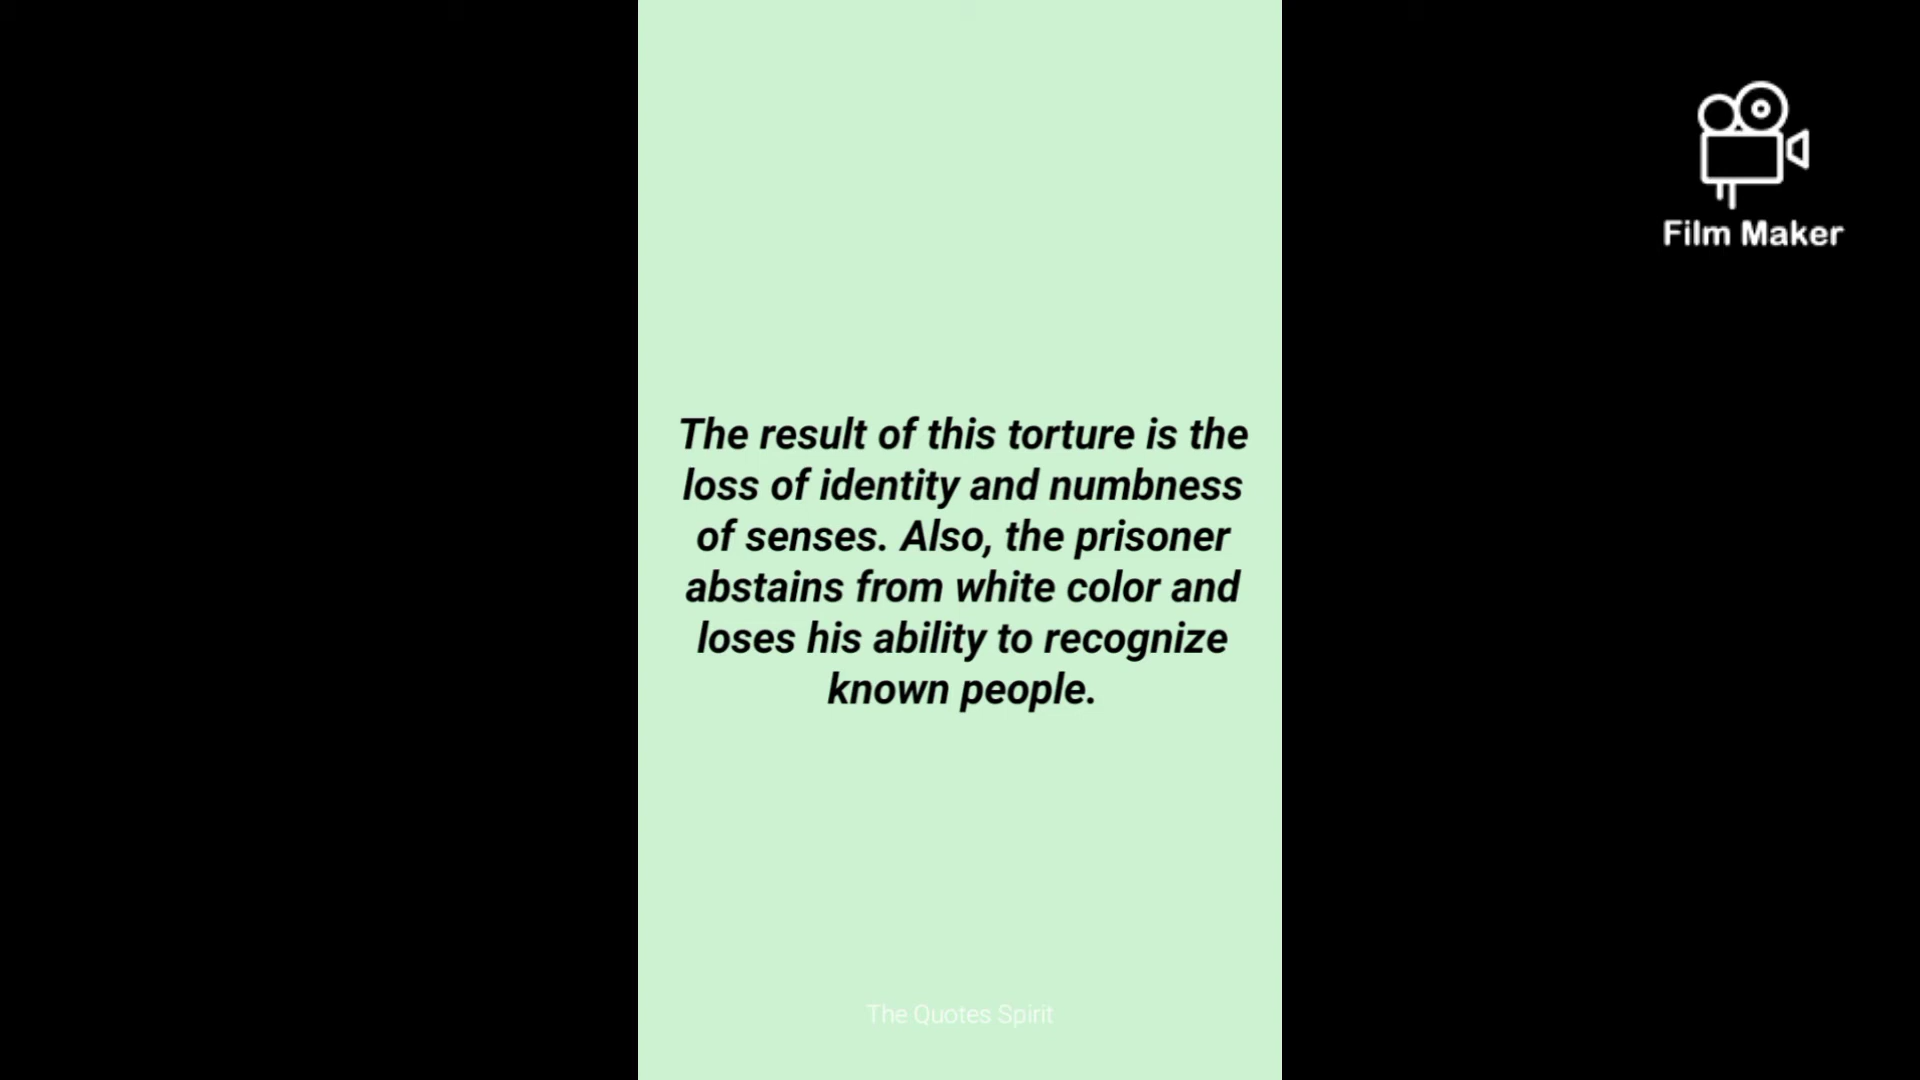 Film Maker
The result of this torture is the
loss of identity and numbness
of senses. Also, the prisoner
abstains from white color and
loses his ability to recognize
known people.
The Quotes Spirit